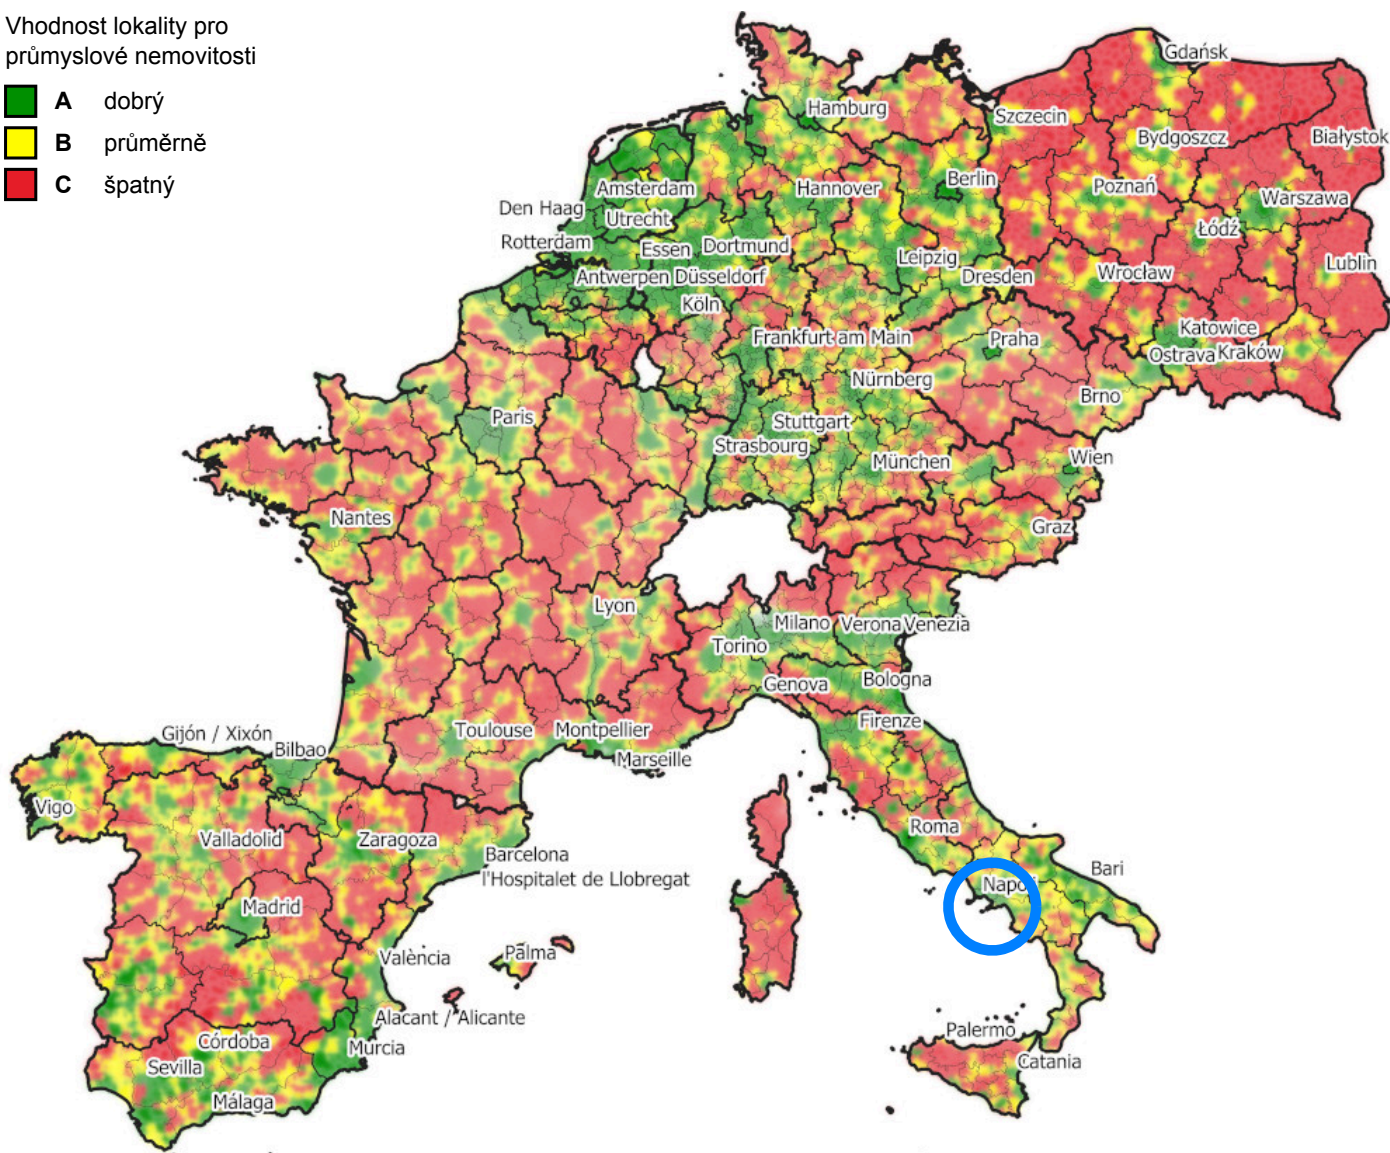 Vhodnost lokality pro
průmyslové nemovitosti
A dobrý
B průměrně
C špatný
Gdańsk
Hamburg
Szczecin
Bydgoszcz
Białystok
Amsterdam
Hannover
Berlin
Poznań
Warszawa
Den Haag
Utrecht
Łódź
Rotterdam
Essen
Dortmund
Leipzig
Lublin
Antwerpen
Düsseldorf
Dresden
Wrocław
Köln
Frankfurt am Main
Praha
Katowice
Ostrava
Kraków
Nürnberg
Brno
Paris
Stuttgart
Strasbourg
München
Wien
Nantes
Graz
Lyon
Milano
Verona
Venezia
Torino
Genova
Bologna
Gijón / Xixón
Bilbao
Toulouse
Montpellier
Firenze
Marseille
Vigo
Valladolid
Zaragoza
Roma
Barcelona
l'Hospitalet de Llobregat
Bari
Napoli
Madrid
València
Palma
Alacant / Alicante
Palermo
Córdoba
Murcia
Catania
Sevilla
Málaga